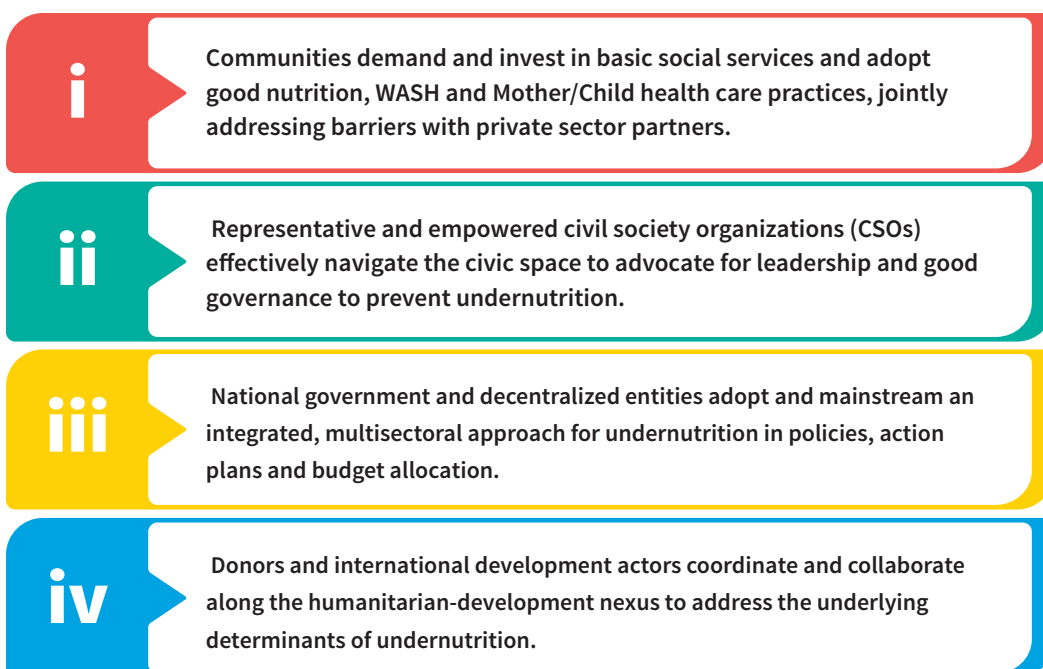 i
Communities demand and invest in basic social services and adopt
good nutrition, WASH and Mother/Child health care practices, jointly
addressing barriers with private sector partners.
ii
Representative and empowered civil society organizations (CSOs)
effectively navigate the civic space to advocate for leadership and good
governance to prevent undernutrition.
iii
National government and decentralized entities adopt and mainstream an
integrated, multisectoral approach for undernutrition in policies, action
plans and budget allocation.
iv
Donors and international development actors coordinate and collaborate
along the humanitarian-development nexus to address the underlying
determinants of undernutrition.